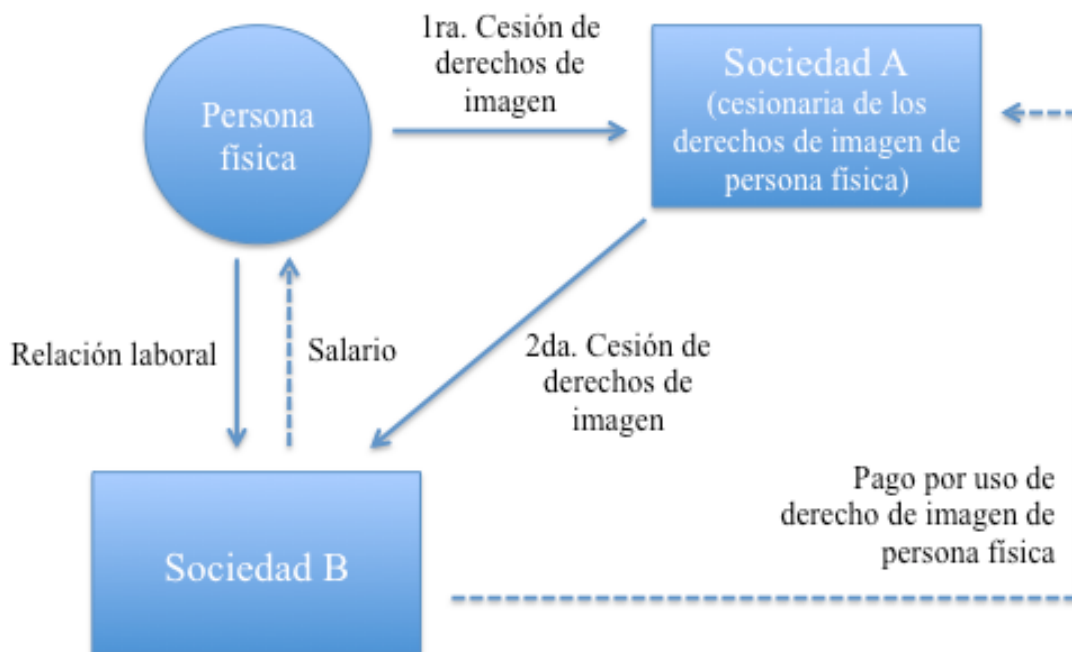 1ra. Cesión de
derechos de
imagen
Persona
física
Sociedad A
(cesionaria de los
derechos de imagen de
persona física)
Relación laboral
Salario
2da. Cesión de
derechos de
imagen
Sociedad B
Pago por uso de
derecho de imagen de
persona física